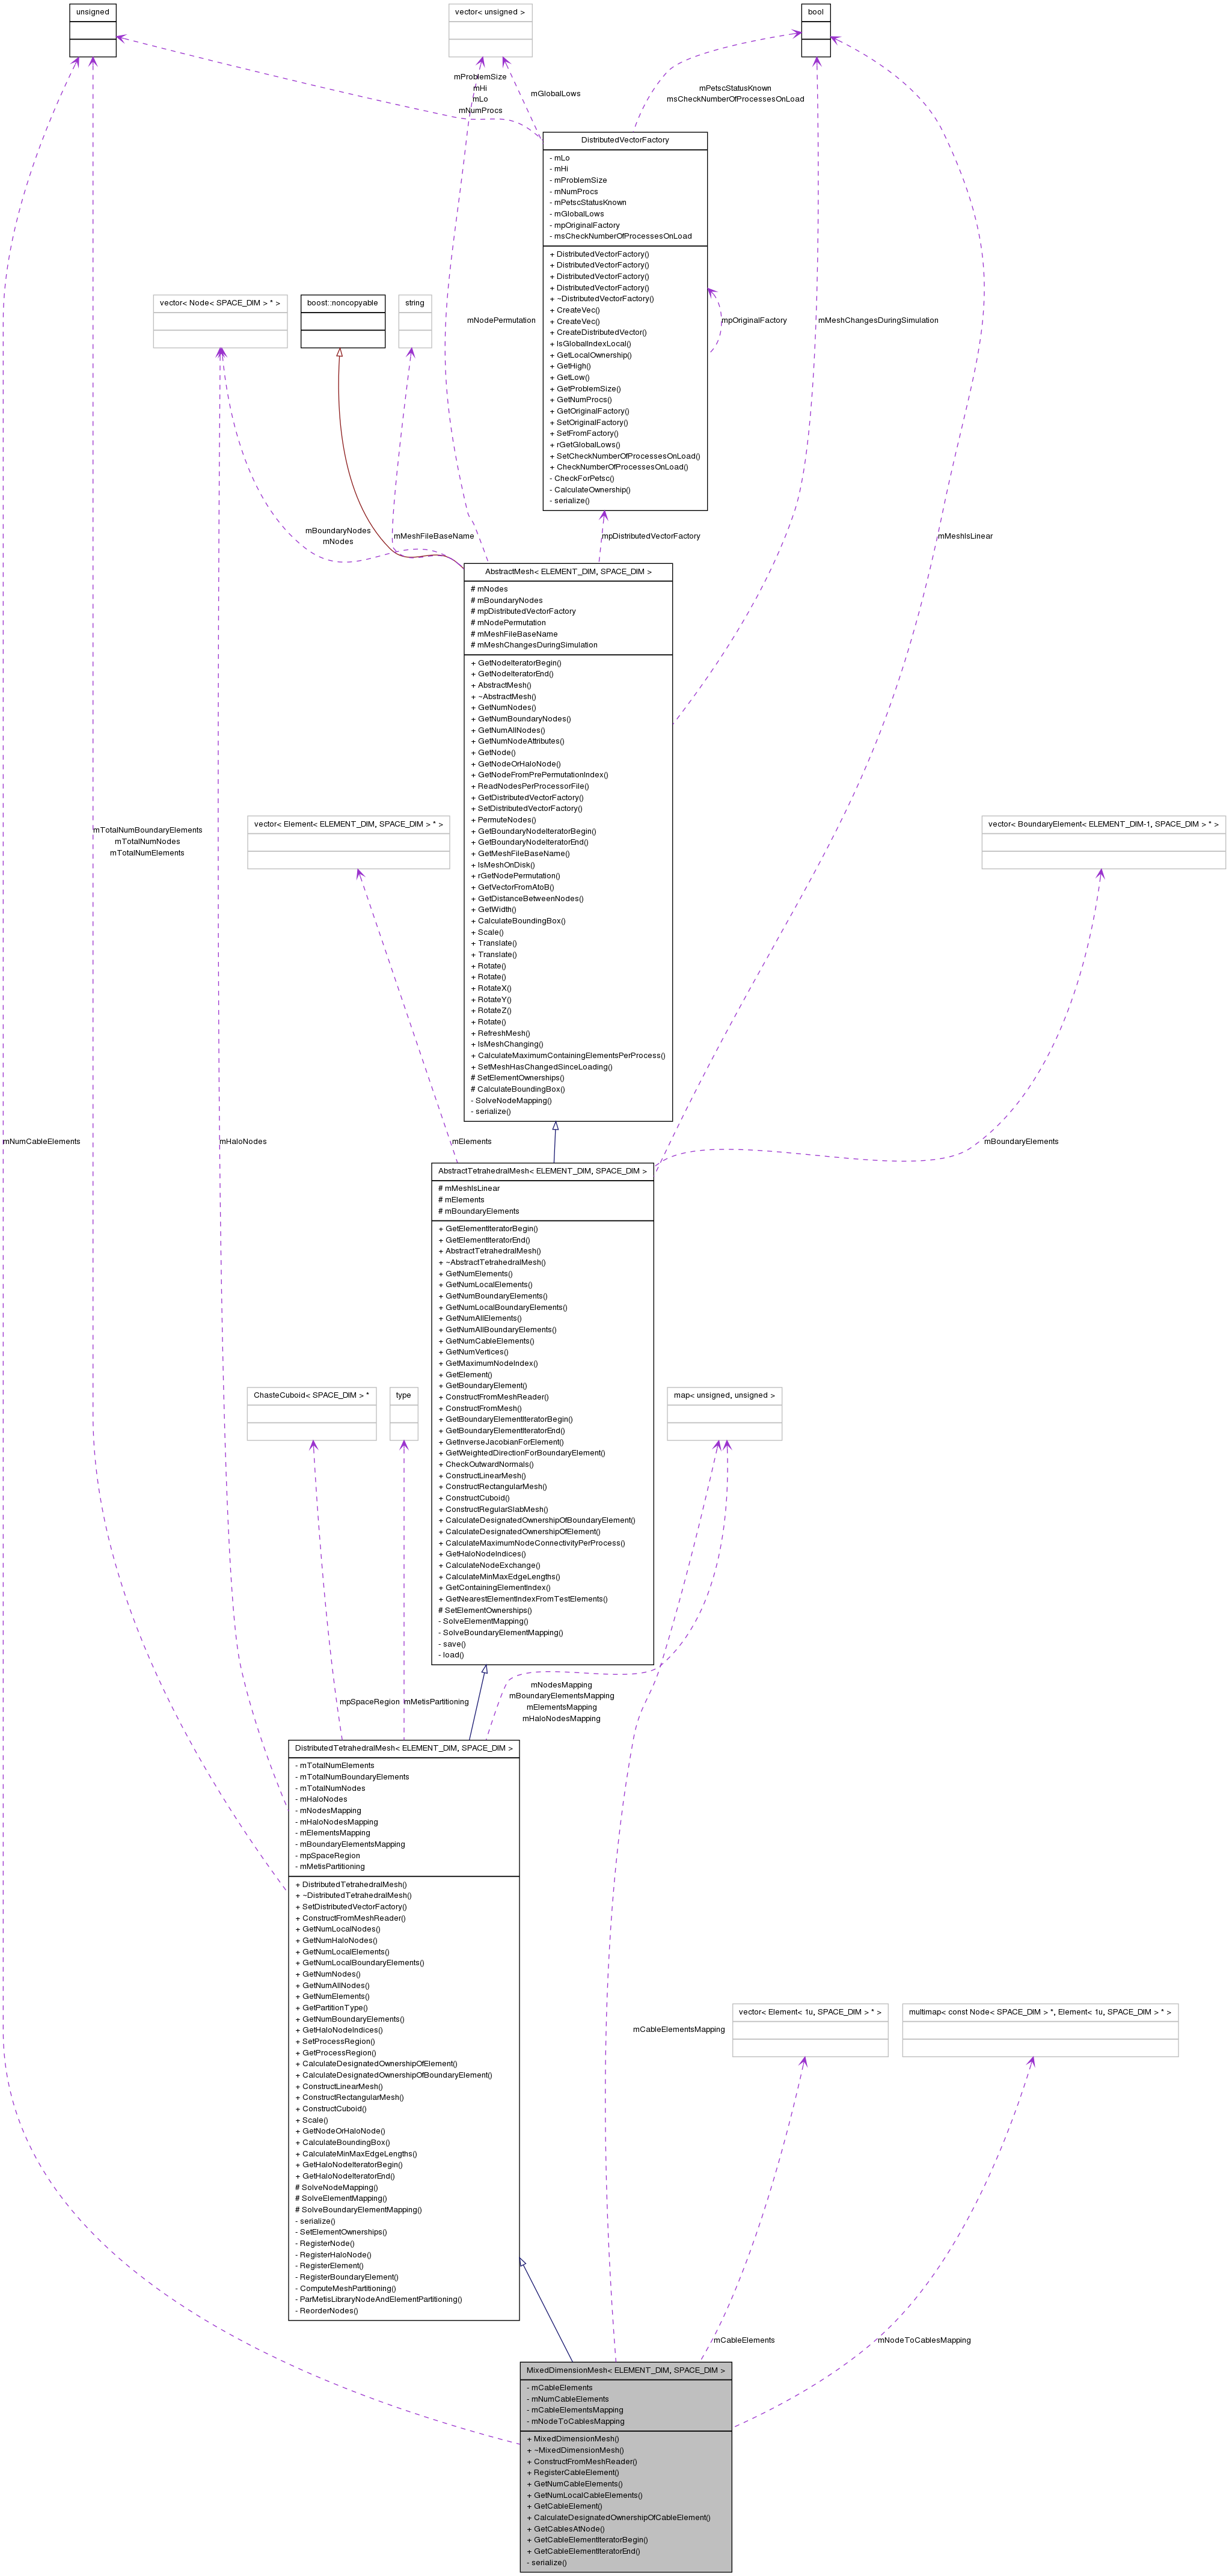 unsigned
vector< unsigned >
bool
mProblemSize
mHi
mLo
mNumProcs
mGlobalLows
mPetscStatusKnown
msCheckNumberOfProcessesOnLoad
DistributedVectorFactory
- mLo
- mHi
- mProblemSize
- mNumProcs
- mPetscStatusKnown
- mGlobalLows
- mpOriginalFactory
- msCheckNumberOfProcessesOnLoad
+ DistributedVectorFactory()
+ DistributedVectorFactory()
+ DistributedVectorFactory()
+ DistributedVectorFactory()
+ ~DistributedVectorFactory()
+ CreateVec()
+ CreateVec()
+ CreateDistributedVector()
+ IsGlobalIndexLocal()
+ GetLocalOwnership()
+ GetHigh()
+ GetLow()
+ GetProblemSize()
+ GetNumProcs()
+ GetOriginalFactory()
+ SetOriginalFactory()
+ SetFromFactory()
+ rGetGlobalLows()
+ SetCheckNumberOfProcessesOnLoad()
+ CheckNumberOfProcessesOnLoad()
- CheckForPetsc()
- CalculateOwnership()
- serialize()
vector< Node< SPACE_DIM > * >
boost::noncopyable
string
mNodePermutation
mpOriginalFactory
mMeshChangesDuringSimulation
mBoundaryNodes
mNodes
mMeshFileBaseName
mpDistributedVectorFactory
mMeshIsLinear
AbstractMesh< ELEMENT_DIM, SPACE_DIM >
# mNodes
# mBoundaryNodes
# mpDistributedVectorFactory
# mNodePermutation
# mMeshFileBaseName
# mMeshChangesDuringSimulation
+ GetNodeIteratorBegin()
+ GetNodeIteratorEnd()
+ AbstractMesh()
+ ~AbstractMesh()
+ GetNumNodes()
+ GetNumBoundaryNodes()
+ GetNumAllNodes()
+ GetNumNodeAttributes()
+ GetNode()
+ GetNodeOrHaloNode()
+ GetNodeFromPrePermutationIndex()
+ ReadNodesPerProcessorFile()
+ GetDistributedVectorFactory()
+ SetDistributedVectorFactory()
+ PermuteNodes()
+ GetBoundaryNodeIteratorBegin()
+ GetBoundaryNodeIteratorEnd()
+ GetMeshFileBaseName()
+ IsMeshOnDisk()
+ rGetNodePermutation()
+ GetVectorFromAtoB()
+ GetDistanceBetweenNodes()
+ GetWidth()
+ CalculateBoundingBox()
+ Scale()
+ Translate()
+ Translate()
+ Rotate()
+ Rotate()
+ RotateX()
+ RotateY()
+ RotateZ()
+ Rotate()
+ RefreshMesh()
+ IsMeshChanging()
+ CalculateMaximumContainingElementsPerProcess()
+ SetMeshHasChangedSinceLoading()
# SetElementOwnerships()
# CalculateBoundingBox()
- SolveNodeMapping()
- serialize()
vector< Element< ELEMENT_DIM, SPACE_DIM > * >
vector< BoundaryElement< ELEMENT_DIM-1, SPACE_DIM > * >
mTotalNumBoundaryElements
mTotalNumNodes
mTotalNumElements
mNumCableElements
mHaloNodes
mElements
mBoundaryElements
AbstractTetrahedralMesh< ELEMENT_DIM, SPACE_DIM >
# mMeshIsLinear
# mElements
# mBoundaryElements
+ GetElementIteratorBegin()
+ GetElementIteratorEnd()
+ AbstractTetrahedralMesh()
+ ~AbstractTetrahedralMesh()
+ GetNumElements()
+ GetNumLocalElements()
+ GetNumBoundaryElements()
+ GetNumLocalBoundaryElements()
+ GetNumAllElements()
+ GetNumAllBoundaryElements()
+ GetNumCableElements()
+ GetNumVertices()
+ GetMaximumNodeIndex()
+ GetElement()
+ GetBoundaryElement()
+ ConstructFromMeshReader()
+ ConstructFromMesh()
+ GetBoundaryElementIteratorBegin()
+ GetBoundaryElementIteratorEnd()
+ GetInverseJacobianForElement()
+ GetWeightedDirectionForBoundaryElement()
+ CheckOutwardNormals()
+ ConstructLinearMesh()
+ ConstructRectangularMesh()
+ ConstructCuboid()
+ ConstructRegularSlabMesh()
+ CalculateDesignatedOwnershipOfBoundaryElement()
+ CalculateDesignatedOwnershipOfElement()
+ CalculateMaximumNodeConnectivityPerProcess()
+ GetHaloNodeIndices()
+ CalculateNodeExchange()
+ CalculateMinMaxEdgeLengths()
+ GetContainingElementIndex()
+ GetNearestElementIndexFromTestElements()
# SetElementOwnerships()
- SolveElementMapping()
- SolveBoundaryElementMapping()
- save()
- load()
ChasteCuboid< SPACE_DIM > *
type
map< unsigned, unsigned >
mpSpaceRegion
mMetisPartitioning
mNodesMapping
mBoundaryElementsMapping
mElementsMapping
mHaloNodesMapping
DistributedTetrahedralMesh< ELEMENT_DIM, SPACE_DIM >
- mTotalNumElements
- mTotalNumBoundaryElements
- mTotalNumNodes
- mHaloNodes
- mNodesMapping
- mHaloNodesMapping
- mElementsMapping
- mBoundaryElementsMapping
- mpSpaceRegion
- mMetisPartitioning
+ DistributedTetrahedralMesh()
+ ~DistributedTetrahedralMesh()
+ SetDistributedVectorFactory()
+ ConstructFromMeshReader()
+ GetNumLocalNodes()
+ GetNumHaloNodes()
+ GetNumLocalElements()
+ GetNumLocalBoundaryElements()
+ GetNumNodes()
+ GetNumAllNodes()
+ GetNumElements()
+ GetPartitionType()
+ GetNumBoundaryElements()
+ GetHaloNodeIndices()
+ SetProcessRegion()
+ GetProcessRegion()
+ CalculateDesignatedOwnershipOfElement()
+ CalculateDesignatedOwnershipOfBoundaryElement()
+ ConstructLinearMesh()
+ ConstructRectangularMesh()
+ ConstructCuboid()
+ Scale()
+ GetNodeOrHaloNode()
+ CalculateBoundingBox()
+ CalculateMinMaxEdgeLengths()
+ GetHaloNodeIteratorBegin()
+ GetHaloNodeIteratorEnd()
# SolveNodeMapping()
# SolveElementMapping()
# SolveBoundaryElementMapping()
- serialize()
- SetElementOwnerships()
- RegisterNode()
- RegisterHaloNode()
- RegisterElement()
- RegisterBoundaryElement()
- ComputeMeshPartitioning()
- ParMetisLibraryNodeAndElementPartitioning()
- ReorderNodes()
mCableElementsMapping
vector< Element< 1u, SPACE_DIM > * >
multimap< const Node< SPACE_DIM > *, Element< 1u, SPACE_DIM > * >
mCableElements
mNodeToCablesMapping
MixedDimensionMesh< ELEMENT_DIM, SPACE_DIM >
- mCableElements
- mNumCableElements
- mCableElementsMapping
- mNodeToCablesMapping
+ MixedDimensionMesh()
+ ~MixedDimensionMesh()
+ ConstructFromMeshReader()
+ RegisterCableElement()
+ GetNumCableElements()
+ GetNumLocalCableElements()
+ GetCableElement()
+ CalculateDesignatedOwnershipOfCableElement()
+ GetCablesAtNode()
+ GetCableElementIteratorBegin()
+ GetCableElementIteratorEnd()
- serialize()